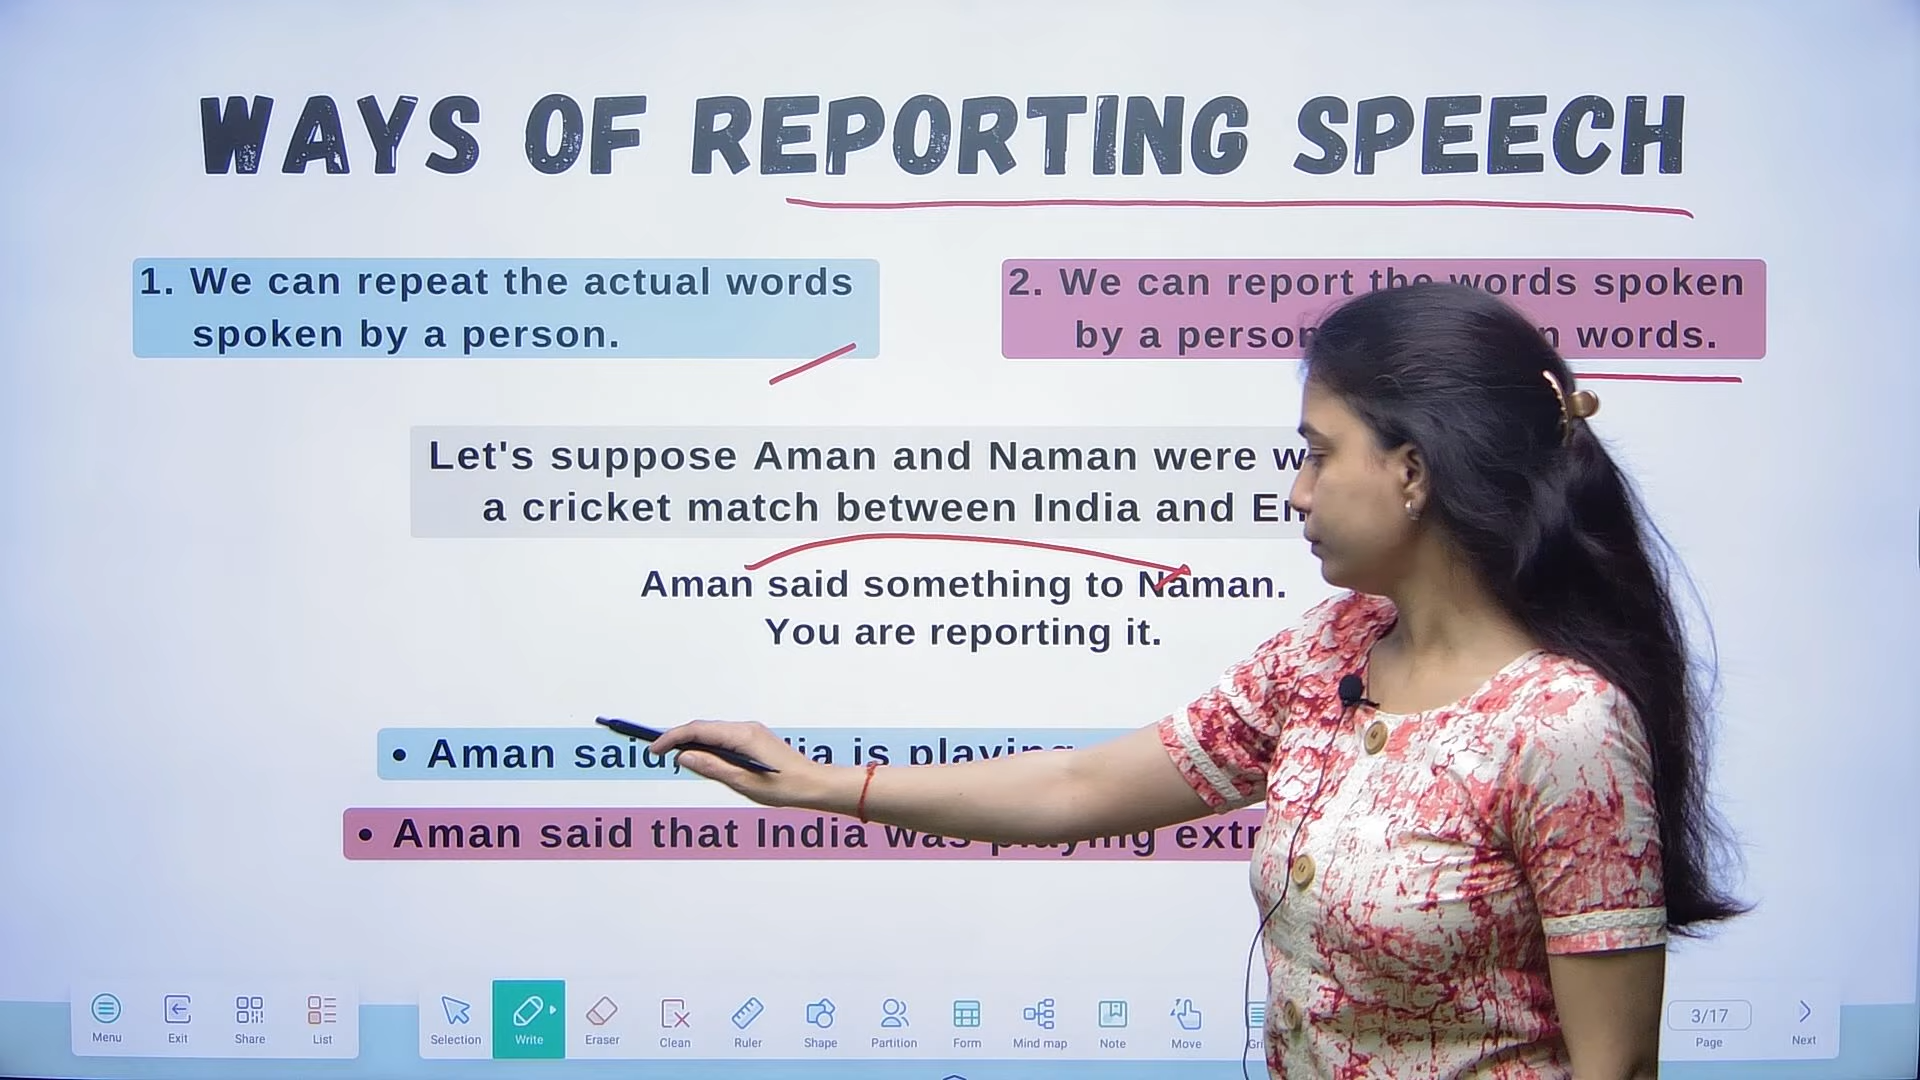 WAYS OF REPORTING SPEECH
1. We can repeat the actual words
spoken by a person.
2. We can report the words spoken
by a person words.
Let's suppose Aman and Naman were
a cricket match between India and
Aman said something to Naman.
You are reporting it.
• Aman said, is playing
• Aman said that India was playing
Menu
Exit
Share
List
Selection
Write
Eraser
Clean
Ruler
Shape
Partition
Form
Mind map
Note
Move
3/17
Page
Next